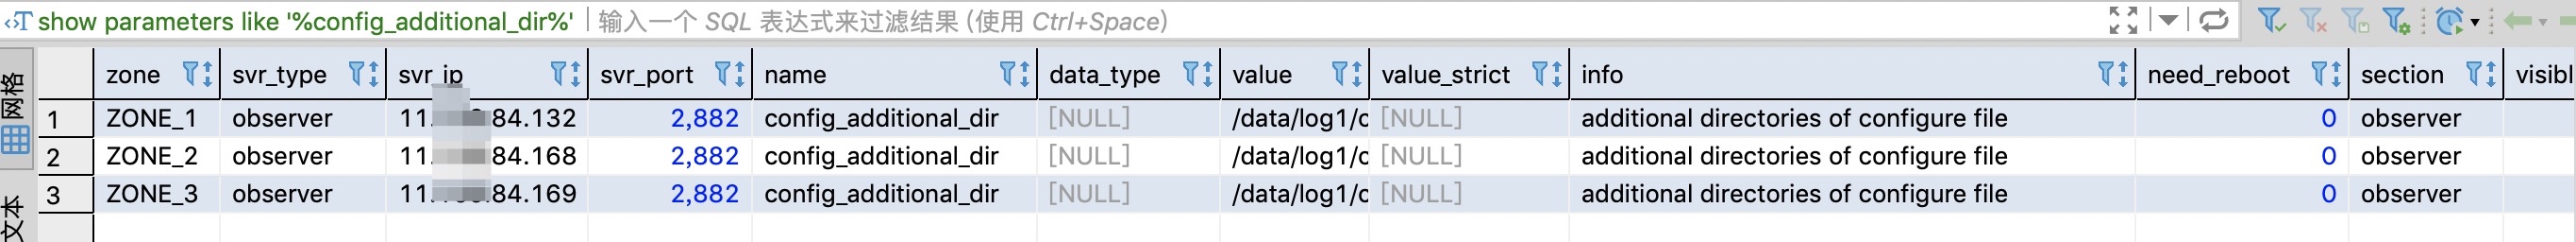 show parameters like '%config_additional_dir%' 输入一个 SQL 表达式来过滤结果 (使用 Ctrl+Space)
网格
文本
zone svr_type svr_ip svr_port name data_type value value_strict info need_reboot section visibl
1 ZONE_1 observer 11. 84.132 2,882 config_additional_dir [NULL] /data/log1/c [NULL] additional directories of configure file 0 observer
2 ZONE_2 observer 11. 84.168 2,882 config_additional_dir [NULL] /data/log1/c [NULL] additional directories of configure file 0 observer
3 ZONE_3 observer 11. 84.169 2,882 config_additional_dir [NULL] /data/log1/c [NULL] additional directories of configure file 0 observer